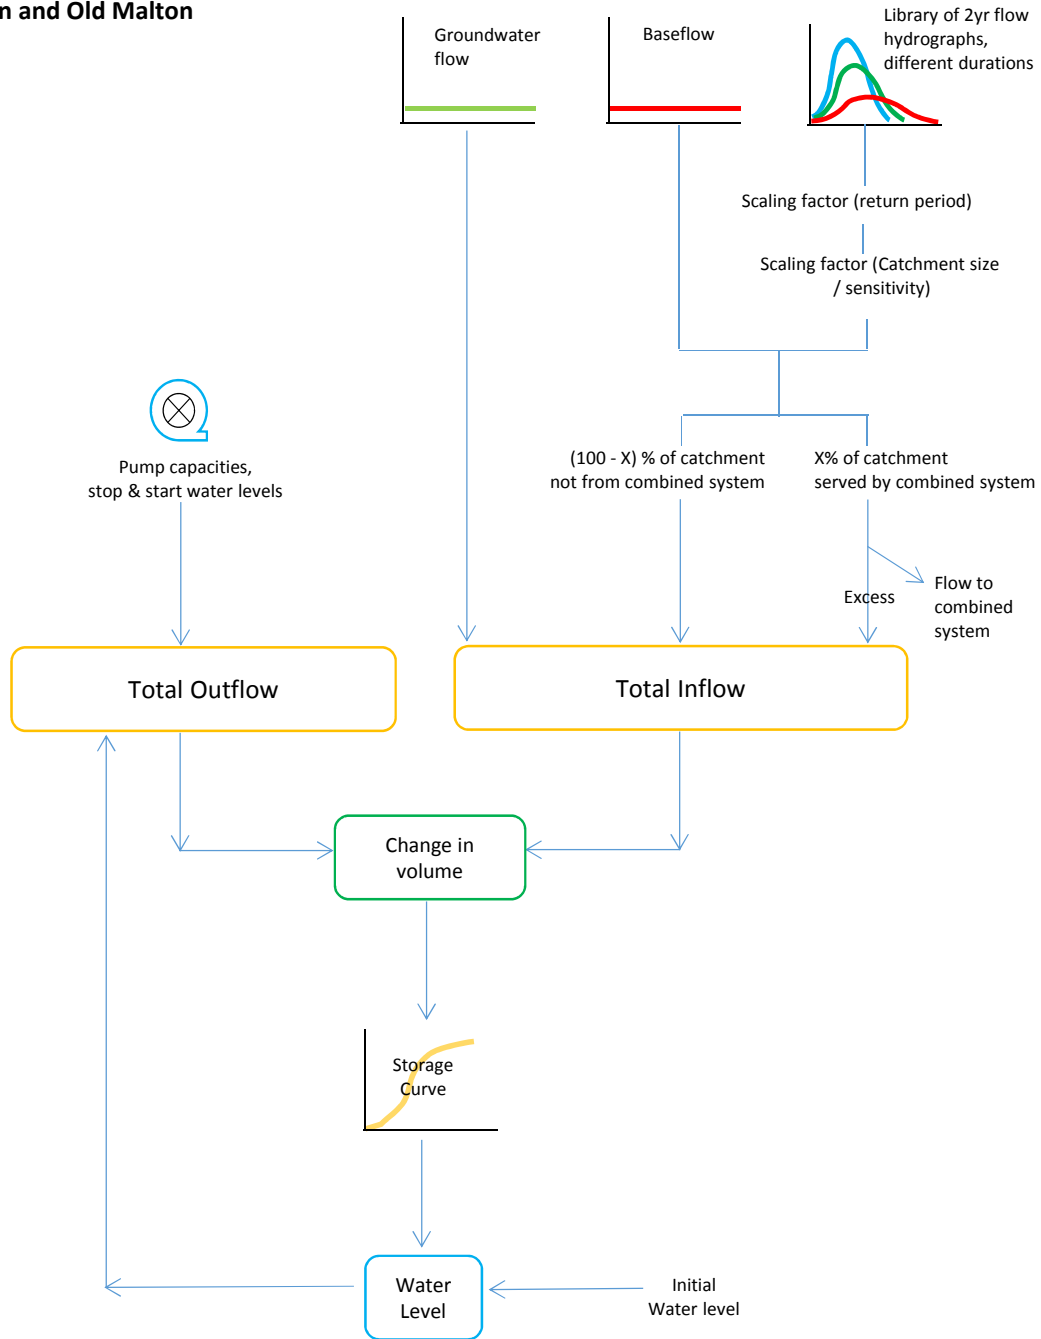 n and Old Malton
Groundwater
flow
Baseflow
Library of 2yr flow
hydrographs,
different durations
Scaling factor (return period)
Scaling factor (Catchment size
/ sensitivity)
Pump capacities,
stop & start water levels
(100 - X) % of catchment
not from combined system
X% of catchment
served by combined system
Excess
Flow to
combined
system
Total Outflow
Total Inflow
Change in
volume
Storage
Curve
Water
Level
Initial
Water level